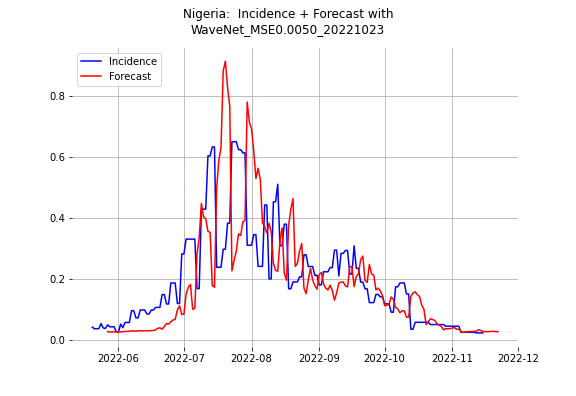 Nigeria:  Incidence + Forecast with
WaveNet_MSE0.0050_20221023
Incidence
Forecast
0.8
0.6
0.4
0.2
0.0
2022-06 2022-07 2022-08 2022-09 2022-10 2022-11 2022-12